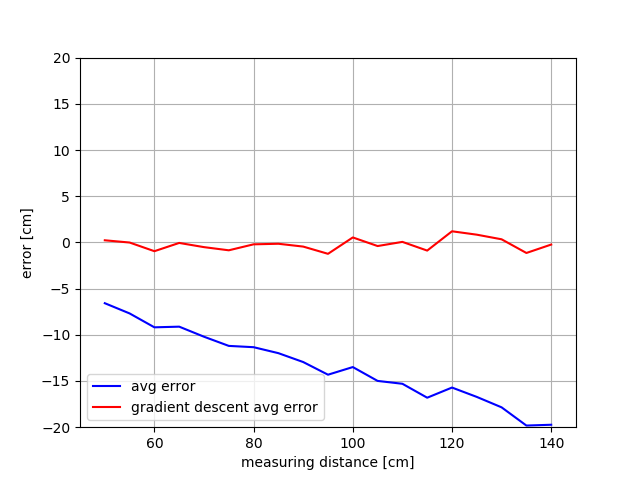 20
15
10
5
0
−5
−10
−15
−20
error [cm]
avg error
gradient descent avg error
60 80 100 120 140
measuring distance [cm]